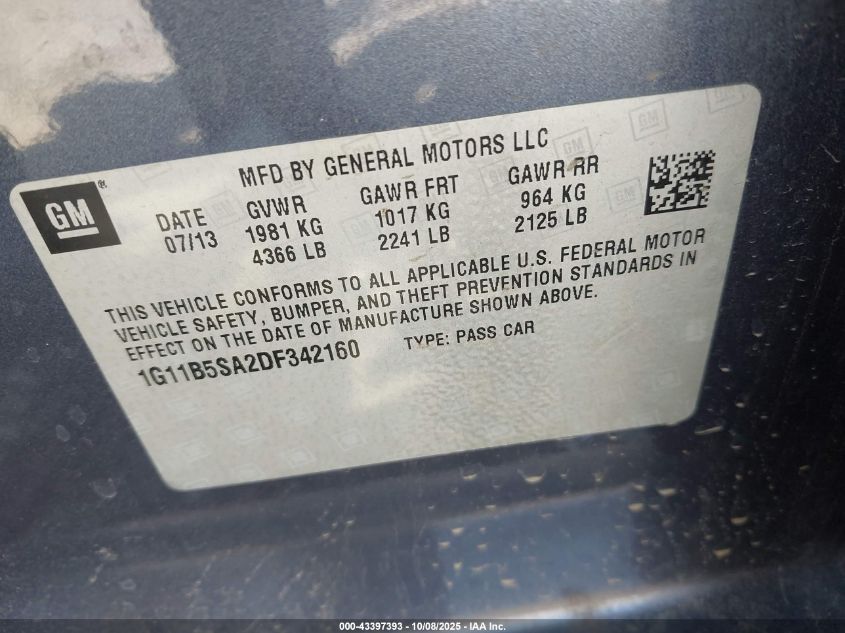 MFD BY GENERAL MOTORS LLC
GM®
DATE GVWR GAWR FRT GAWR RR
07/13 1981 KG 1017 KG 964 KG
4366 LB 2241 LB 2125 LB
THIS VEHICLE CONFORMS TO ALL APPLICABLE U.S. FEDERAL MOTOR
VEHICLE SAFETY, BUMPER, AND THEFT PREVENTION STANDARDS IN
EFFECT ON THE DATE OF MANUFACTURE SHOWN ABOVE.
1G11B5SA2DF342160 TYPE: PASS CAR
000-43397393 - 10/08/2025 - IAA Inc.